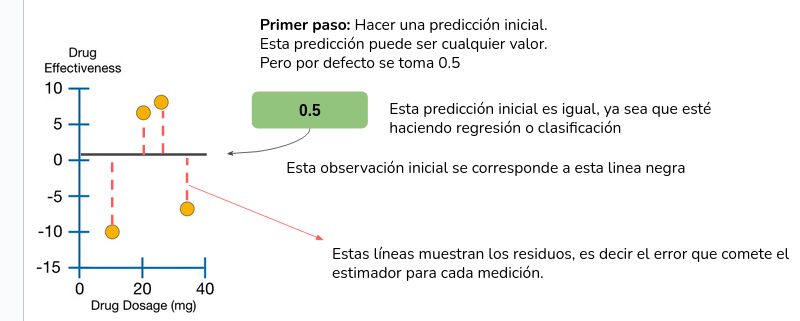 Primer paso: Hacer una predicción inicial.
Esta predicción puede ser cualquier valor.
Pero por defecto se toma 0.5
Drug
Effectiveness
10
5
0
-5
-10
-15
0 20 40
Drug Dosage (mg)
0.5
Esta predicción inicial es igual, ya sea que esté
haciendo regresión o clasificación
Esta observación inicial se corresponde a esta linea negra
Estas líneas muestran los residuos, es decir el error que comete el
estimador para cada medición.